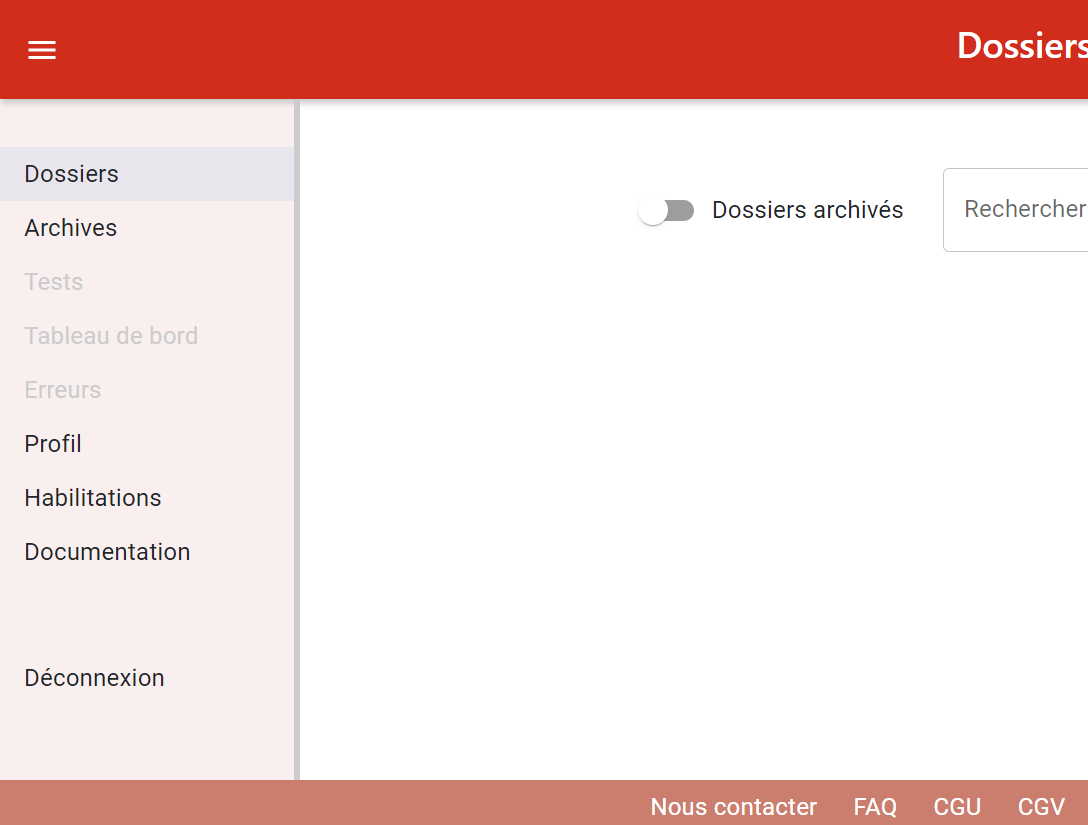 Dossiers
Dossiers
Archives
Tests
Tableau de bord
Erreurs
Profil
Habilitations
Documentation
Déconnexion
Dossiers archivés
Rechercher
Nous contacter FAQ CGU CGV